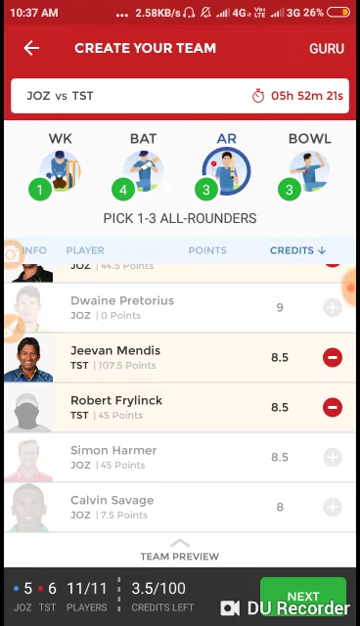 10:37 AM ... 2.58KB/s 4G VoLTE 3G 26%
CREATE YOUR TEAM GURU
JOZ vs TST 05h 52m 21s
WK BAT AR BOWL
1 4 3 3
PICK 1-3 ALL-ROUNDERS
INFO PLAYER POINTS CREDITS ↓
JOZ | 44.5 Points
Dwaine Pretorius
JOZ | 0 Points
9
Jeevan Mendis
TST | 107.5 Points
8.5
Robert Frylinck
TST | 45 Points
8.5
Simon Harmer
JOZ | 45 Points
8.5
Calvin Savage
JOZ | 7.5 Points
8
TEAM PREVIEW
5 6 11/11 3.5/100 NEXT
JOZ TST PLAYERS CREDITS LEFT
DU Recorder